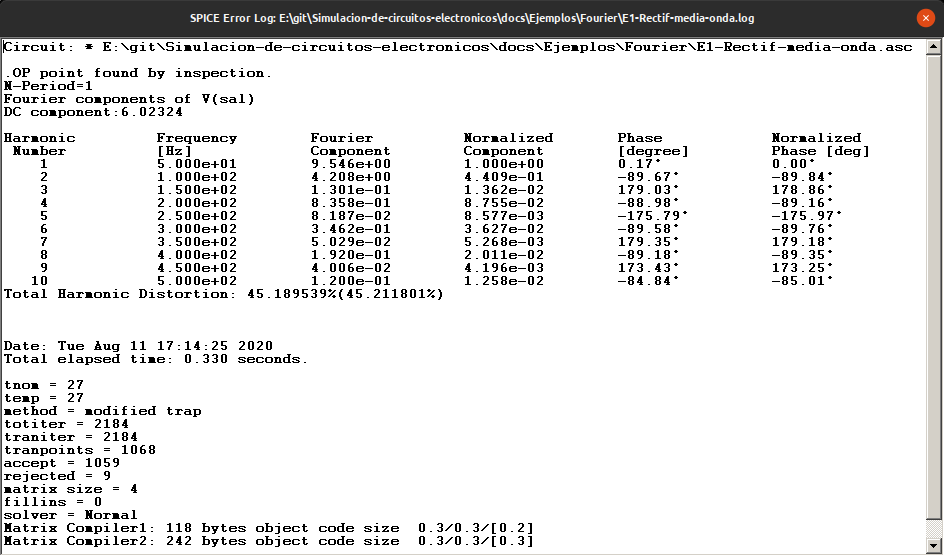 SPICE Error Log: E:\git\Simulacion-de-circuitos-electronicos\docs\Ejemplos\Fourier\E1-Rectif-media-onda.log
Circuit: * E:\git\Simulacion-de-circuitos-electronicos\docs\Ejemplos\Fourier\E1-Rectif-media-onda.asc
.OP point found by inspection.
N-Period=1
Fourier components of V(sal)
DC component:6.02324
Harmonic Frequency Fourier Normalized Phase Normalized
Number [Hz] Component Component [degree] Phase [deg]
1 5.000e+01 9.546e+00 1.000e+00 0.17° 0.00°
2 1.000e+02 4.208e+00 4.409e-01 -89.67° -89.84°
3 1.500e+02 1.301e-01 1.362e-02 179.03° 178.86°
4 2.000e+02 8.358e-01 8.755e-02 -88.98° -89.16°
5 2.500e+02 8.187e-02 8.577e-03 -175.79° -175.97°
6 3.000e+02 3.462e-01 3.627e-02 -89.58° -89.76°
7 3.500e+02 5.029e-02 5.268e-03 179.35° 179.18°
8 4.000e+02 1.920e-01 2.011e-02 -89.18° -89.35°
9 4.500e+02 4.006e-02 4.196e-03 173.43° 173.25°
10 5.000e+02 1.200e-01 1.258e-02 -84.84° -85.01°
Total Harmonic Distortion: 45.189539%(45.211801%)
Date: Tue Aug 11 17:14:25 2020
Total elapsed time: 0.330 seconds.
tnom = 27
temp = 27
method = modified trap
totiter = 2184
traniter = 2184
tranpoints = 1068
accept = 1059
rejected = 9
matrix size = 4
fillins = 0
solver = Normal
Matrix Compiler1: 118 bytes object code size 0.3/0.3/[0.2]
Matrix Compiler2: 242 bytes object code size 0.3/0.3/[0.3]